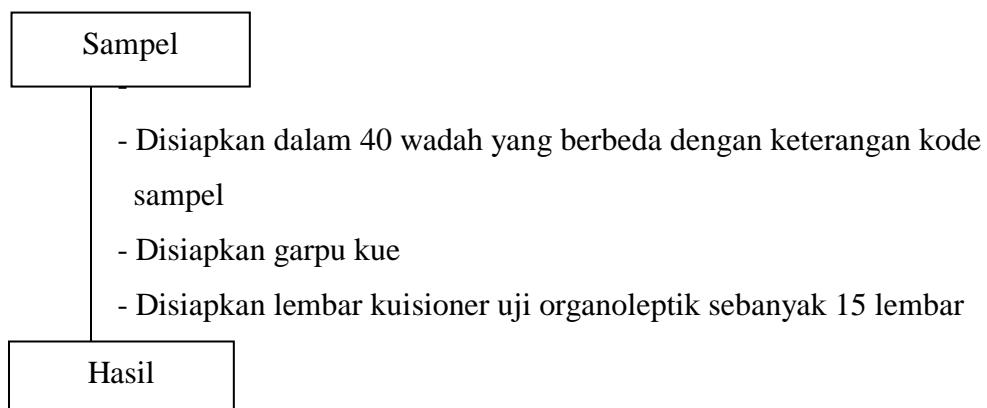 Sampel
-
- Disiapkan dalam 40 wadah yang berbeda dengan keterangan kode
sampel
- Disiapkan garpu kue
- Disiapkan lembar kuisioner uji organoleptik sebanyak 15 lembar
Hasil